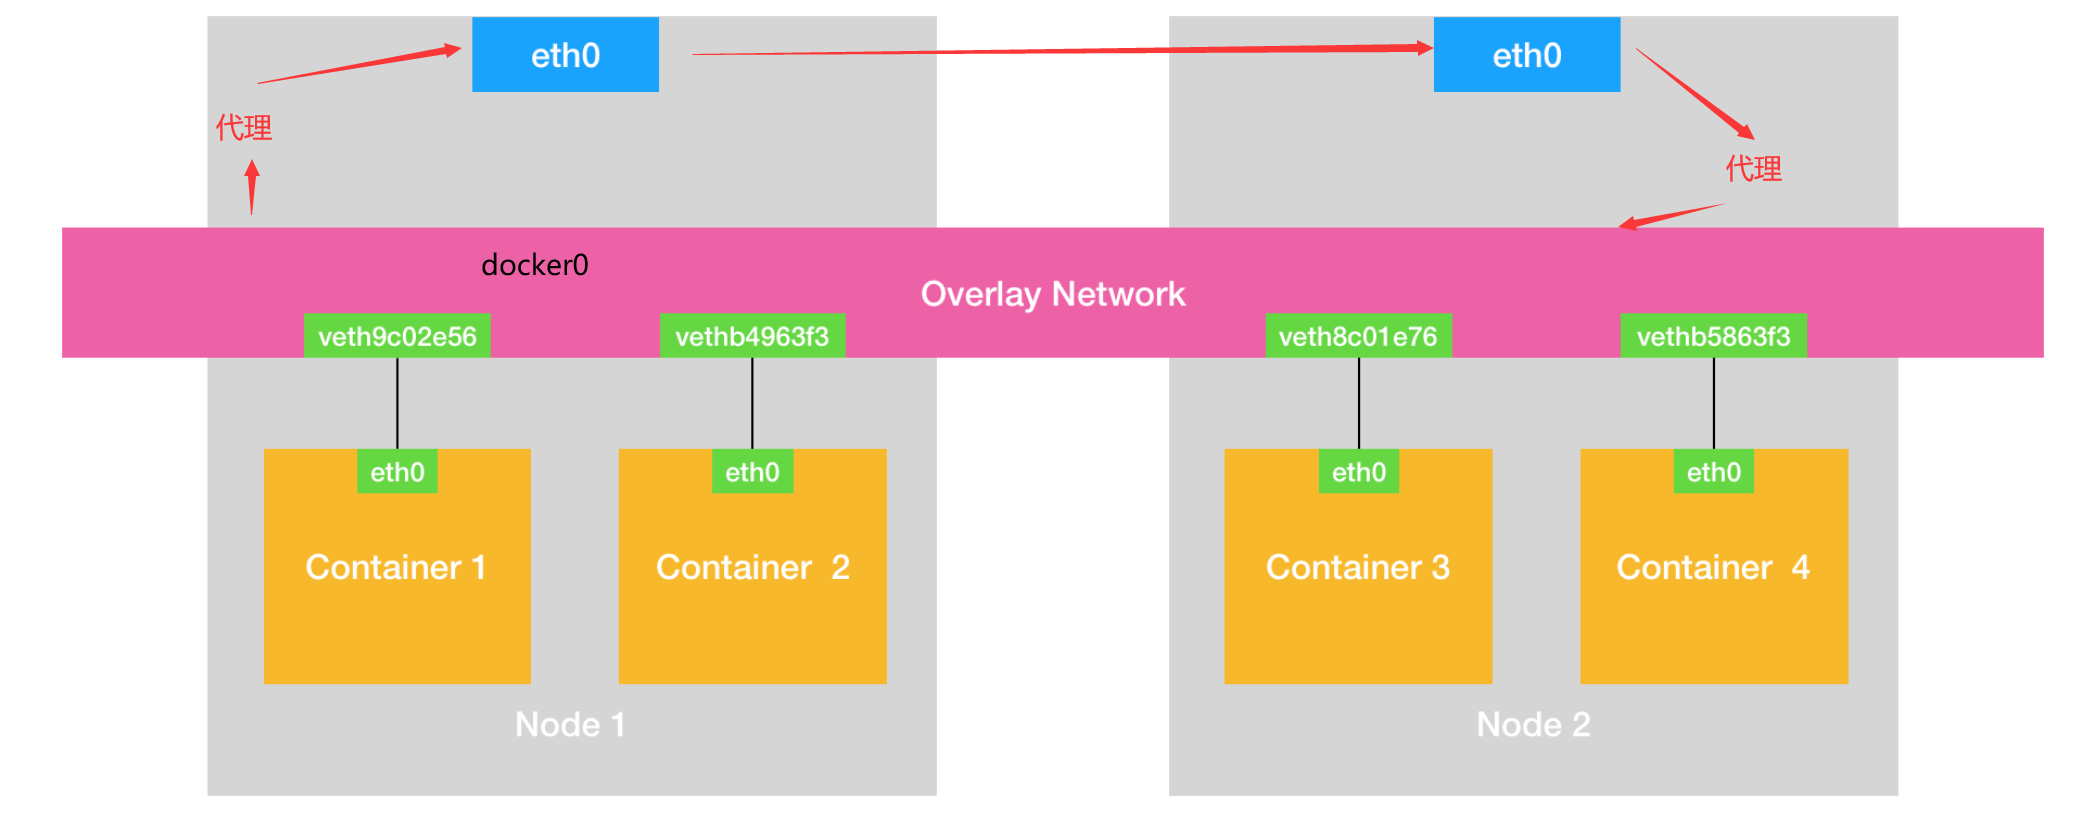 eth0
eth0
代理
代理
docker0
Overlay Network
veth9c02e56
vethb4963f3
veth8c01e76
vethb5863f3
eth0
eth0
eth0
eth0
Container 1
Container 2
Container 3
Container 4
Node 1
Node 2